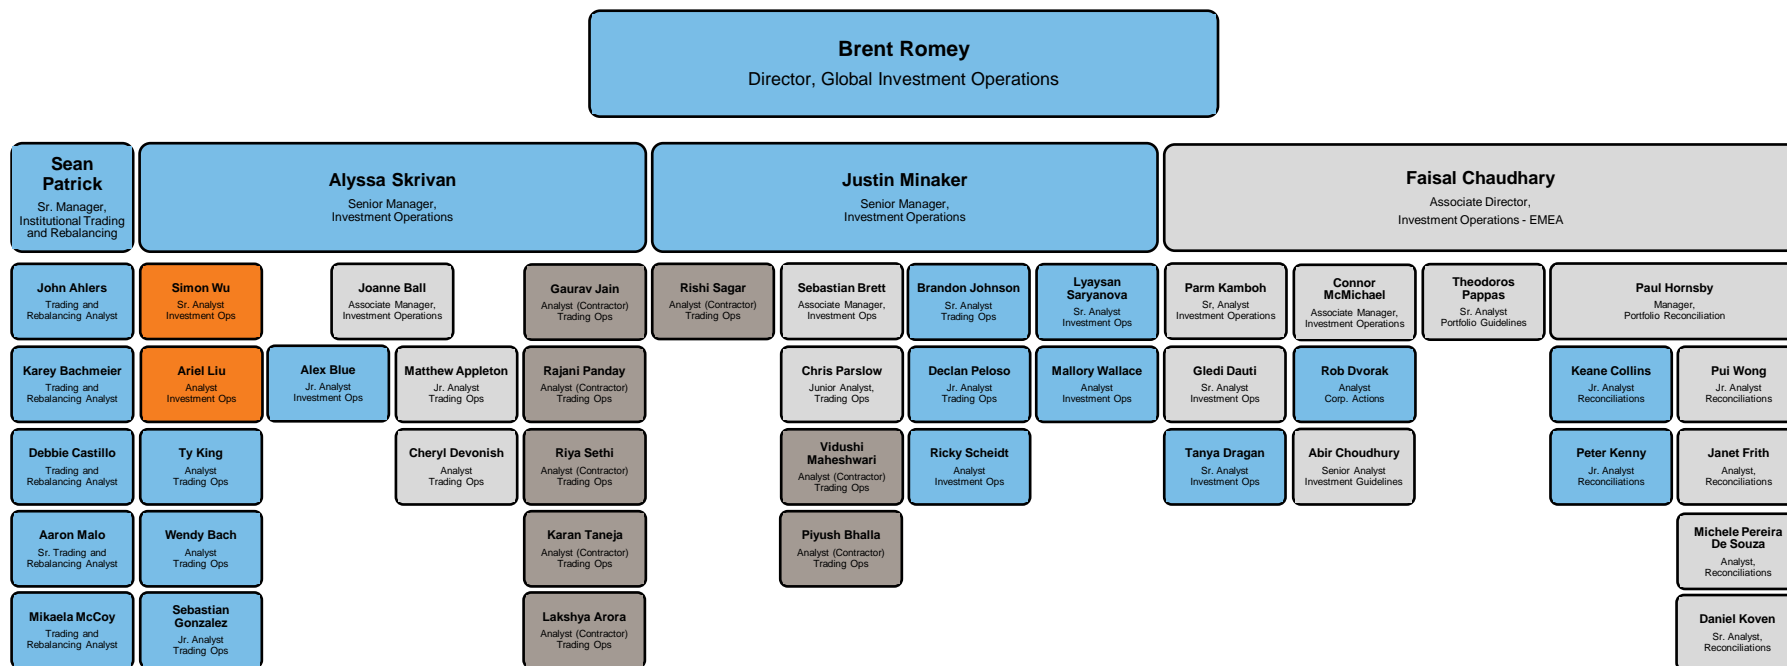 Brent Romey
Director, Global Investment Operations
Sean
Patrick
Sr. Manager,
Institutional Trading
and Rebalancing
Alyssa Skrivan
Senior Manager,
Investment Operations
Justin Minaker
Senior Manager,
Investment Operations
Faisal Chaudhary
Associate Director,
Investment Operations - EMEA
John Ahlers
Trading and
Rebalancing Analyst
Simon Wu
Sr. Analyst
Investment Ops
Joanne Ball
Associate Manager,
Investment Operations
Gaurav Jain
Analyst (Contractor)
Trading Ops
Rishi Sagar
Analyst (Contractor)
Trading Ops
Sebastian Brett
Associate Manager,
Investment Ops
Brandon Johnson
Sr. Analyst
Trading Ops
Lyaysan
Saryanova
Sr. Analyst
Investment Ops
Parm Kamboh
Sr. Analyst
Investment Operations
Connor
McMichael
Associate Manager,
Investment Operations
Theodoros
Pappas
Sr. Analyst
Portfolio Guidelines
Paul Hornsby
Manager,
Portfolio Reconciliation
Karey Bachmeier
Trading and
Rebalancing Analyst
Ariel Liu
Analyst
Investment Ops
Alex Blue
Jr. Analyst
Investment Ops
Matthew Appleton
Jr. Analyst
Trading Ops
Rajani Panday
Analyst (Contractor)
Trading Ops
Chris Parslow
Junior Analyst,
Trading Ops
Declan Peloso
Jr. Analyst
Trading Ops
Mallory Wallace
Analyst
Investment Ops
Gledi Dauti
Sr. Analyst
Investment Ops
Rob Dvorak
Analyst
Corp. Actions
Keane Collins
Jr. Analyst
Reconciliations
Pui Wong
Jr. Analyst
Reconciliations
Debbie Castillo
Trading and
Rebalancing Analyst
Ty King
Analyst
Trading Ops
Cheryl Devonish
Analyst
Trading Ops
Riya Sethi
Analyst (Contractor)
Trading Ops
Vidushi
Maheshwari
Analyst (Contractor)
Trading Ops
Ricky Scheidt
Analyst
Investment Ops
Tanya Dragan
Sr. Analyst
Investment Ops
Abir Choudhury
Senior Analyst
Investment Guidelines
Peter Kenny
Jr. Analyst
Reconciliations
Janet Frith
Analyst,
Reconciliations
Aaron Malo
Sr. Trading and
Rebalancing Analyst
Wendy Bach
Analyst
Trading Ops
Karan Taneja
Analyst (Contractor)
Trading Ops
Piyush Bhalla
Analyst (Contractor)
Trading Ops
Michele Pereira
De Souza
Analyst,
Reconciliations
Mikaela McCoy
Trading and
Rebalancing Analyst
Sebastian
Gonzalez
Jr. Analyst
Trading Ops
Lakshya Arora
Analyst (Contractor)
Trading Ops
Daniel Koven
Sr. Analyst,
Reconciliations